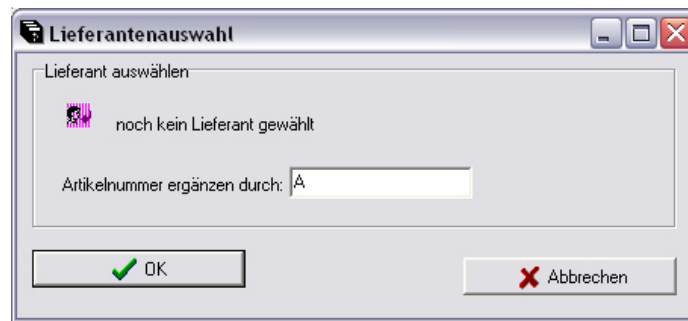 Lieferantenauswahl
Lieferant auswählen
noch kein Lieferant gewählt
Artikelnummer ergänzen durch: A
OK
Abbrechen